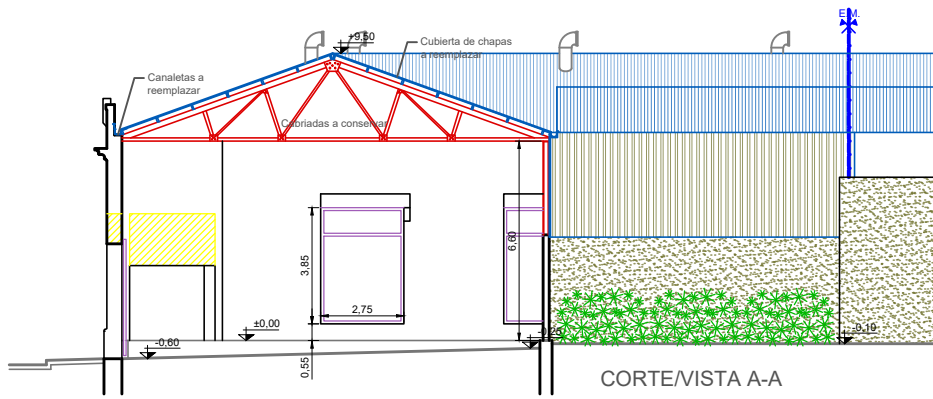 E.M.
+9,50
Cubierta de chapas
a reemplazar
Canaletas a
reemplazar
Cabriadas a conservar
6,60
3,85
2,75
±0,00
-0,60
0,55
-0,25
-0,10
CORTE/VISTA A-A